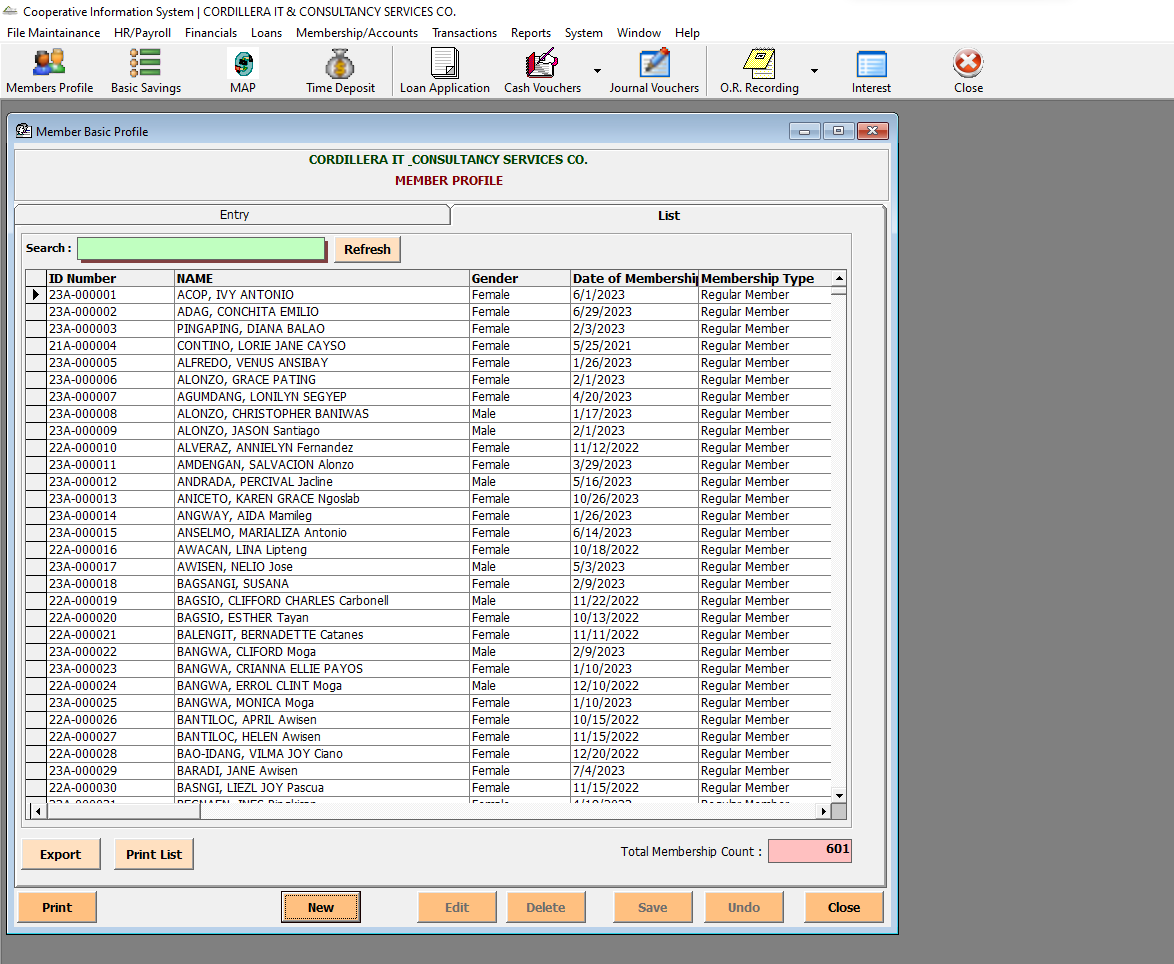 Cooperative Information System | CORDILLERA IT & CONSULTANCY SERVICES CO.
File Maintainance HR/Payroll Financials Loans Membership/Accounts Transactions Reports System Window Help
Members Profile Basic Savings MAP Time Deposit Loan Application Cash Vouchers Journal Vouchers O.R. Recording Interest Close
Member Basic Profile
CORDILLERA IT _CONSULTANCY SERVICES CO.
MEMBER PROFILE
Entry List
Search : Refresh
ID Number NAME Gender Date of Membership Membership Type
23A-000001 ACOP, IVY ANTONIO Female 6/1/2023 Regular Member
23A-000002 ADAG, CONCHITA EMILIO Female 6/29/2023 Regular Member
23A-000003 PINGAPING, DIANA BALAO Female 2/3/2023 Regular Member
21A-000004 CONTINO, LORIE JANE CAYSO Female 5/25/2021 Regular Member
23A-000005 ALFREDO, VENUS ANSIBAY Female 1/26/2023 Regular Member
23A-000006 ALONZO, GRACE PATING Female 2/1/2023 Regular Member
23A-000007 AGUMDANG, LONILYN SEGYEP Female 4/20/2023 Regular Member
23A-000008 ALONZO, CHRISTOPHER BANIWAS Male 1/17/2023 Regular Member
23A-000009 ALONZO, JASON Santiago Male 2/1/2023 Regular Member
22A-000010 ALVERAZ, ANNIELYN Fernandez Female 11/12/2022 Regular Member
23A-000011 AMDENGAN, SALVACION Alonzo Female 3/29/2023 Regular Member
23A-000012 ANDRADA, PERCIVAL Jacline Male 5/16/2023 Regular Member
23A-000013 ANICETO, KAREN GRACE Ngoslab Female 10/26/2023 Regular Member
23A-000014 ANGWAY, AIDA Mamileg Female 1/26/2023 Regular Member
23A-000015 ANSELMO, MARIALIZA Antonio Female 6/14/2023 Regular Member
22A-000016 AWACAN, LINA Lipteng Female 10/18/2022 Regular Member
23A-000017 AWISEN, NELIO Jose Male 5/3/2023 Regular Member
23A-000018 BAGSANGI, SUSANA Female 2/9/2023 Regular Member
22A-000019 BAGSIO, CLIFFORD CHARLES Carbonell Male 11/22/2022 Regular Member
22A-000020 BAGSIO, ESTHER Tayan Female 10/13/2022 Regular Member
22A-000021 BALENGIT, BERNADETTE Catanes Female 11/11/2022 Regular Member
23A-000022 BANGWA, CLIFORD Moga Male 2/9/2023 Regular Member
23A-000023 BANGWA, CRIANNA ELLIE PAYOS Female 1/10/2023 Regular Member
22A-000024 BANGWA, ERROL CLINT Moga Male 12/10/2022 Regular Member
23A-000025 BANGWA, MONICA Moga Female 1/10/2023 Regular Member
22A-000026 BANTILOC, APRIL Awisen Female 10/15/2022 Regular Member
22A-000027 BANTILOC, HELEN Awisen Female 11/15/2022 Regular Member
22A-000028 BAO-IDANG, VILMA JOY Ciano Female 12/20/2022 Regular Member
23A-000029 BARADI, JANE Awisen Female 7/4/2023 Regular Member
22A-000030 BASNGI, LIEZL JOY Pascua Female 11/15/2022 Regular Member
Export Print List Total Membership Count : 601
Print New Edit Delete Save Undo Close